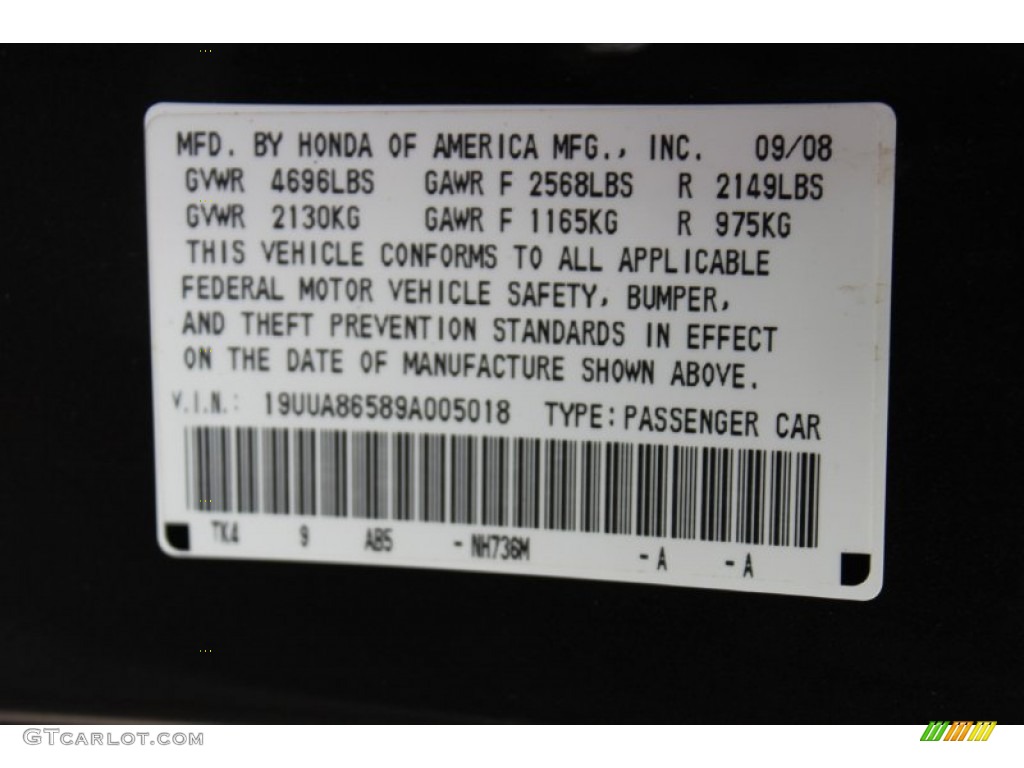 MFD. BY HONDA OF AMERICA MFG., INC. 09/08
GVWR 4696LBS GAWR F 2568LBS R 2149LBS
GVWR 2130KG GAWR F 1165KG R 975KG
THIS VEHICLE CONFORMS TO ALL APPLICABLE
FEDERAL MOTOR VEHICLE SAFETY, BUMPER,
AND THEFT PREVENTION STANDARDS IN EFFECT
ON THE DATE OF MANUFACTURE SHOWN ABOVE.
V.I.N.: 19UUA86589A005018 TYPE: PASSENGER CAR
TK4 9 AB5 - NH736M - A - A
GTCARLOT.COM